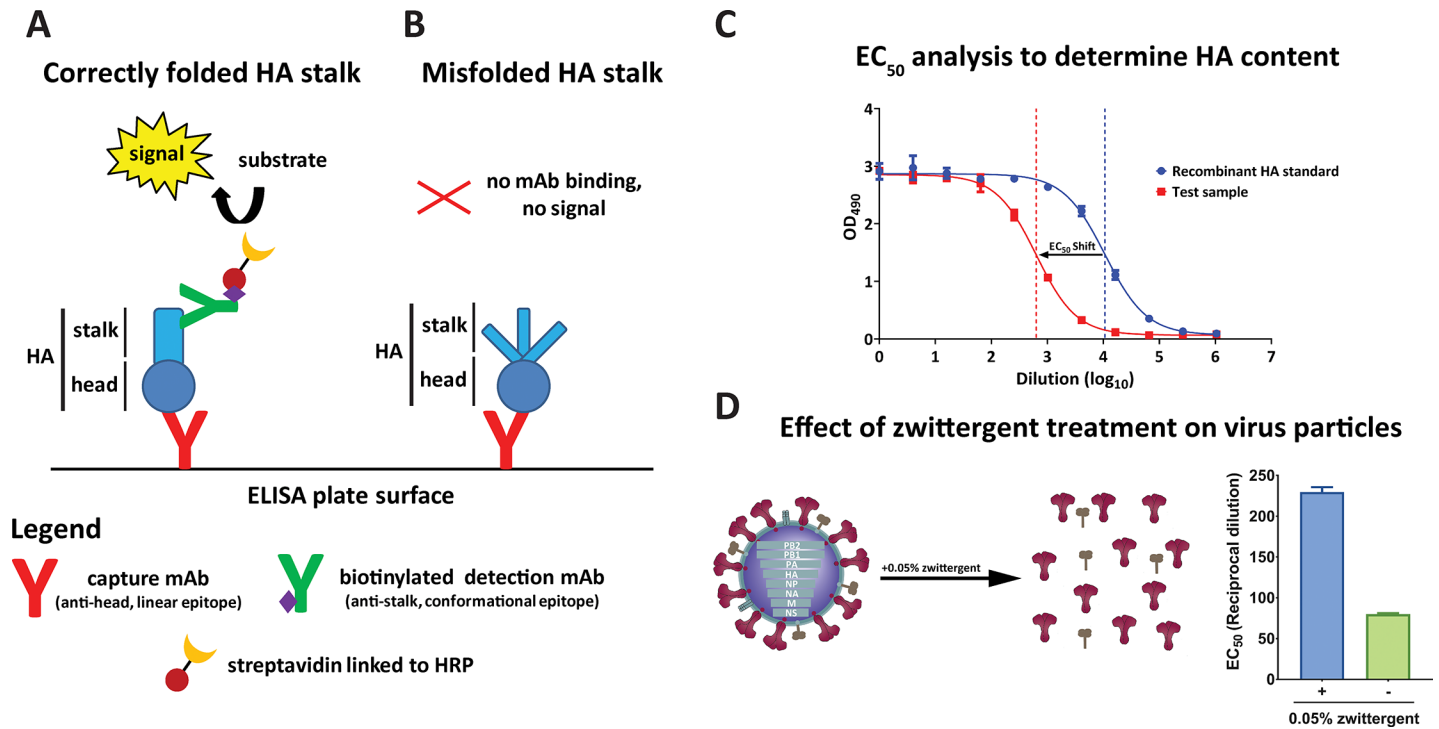 A
Correctly folded HA stalk
signal
substrate
HA
stalk
head
B
Misfolded HA stalk
no mAb binding,
no signal
HA
stalk
head
ELISA plate surface
Legend
capture mAb
(anti-head, linear epitope)
biotinylated detection mAb
(anti-stalk, conformational epitope)
streptavidin linked to HRP
C
EC50 analysis to determine HA content
4
3
2
1
0
OD490
EC50 Shift
Recombinant HA standard
Test sample
0 1 2 3 4 5 6 7
Dilution (log10)
D
Effect of zwittergent treatment on virus particles
PB2
PB1
PA
HA
NP
NA
M
NS
+0.05% zwittergent
EC50 (Reciprocal dilution)
250
200
150
100
50
0
+ -
0.05% zwittergent